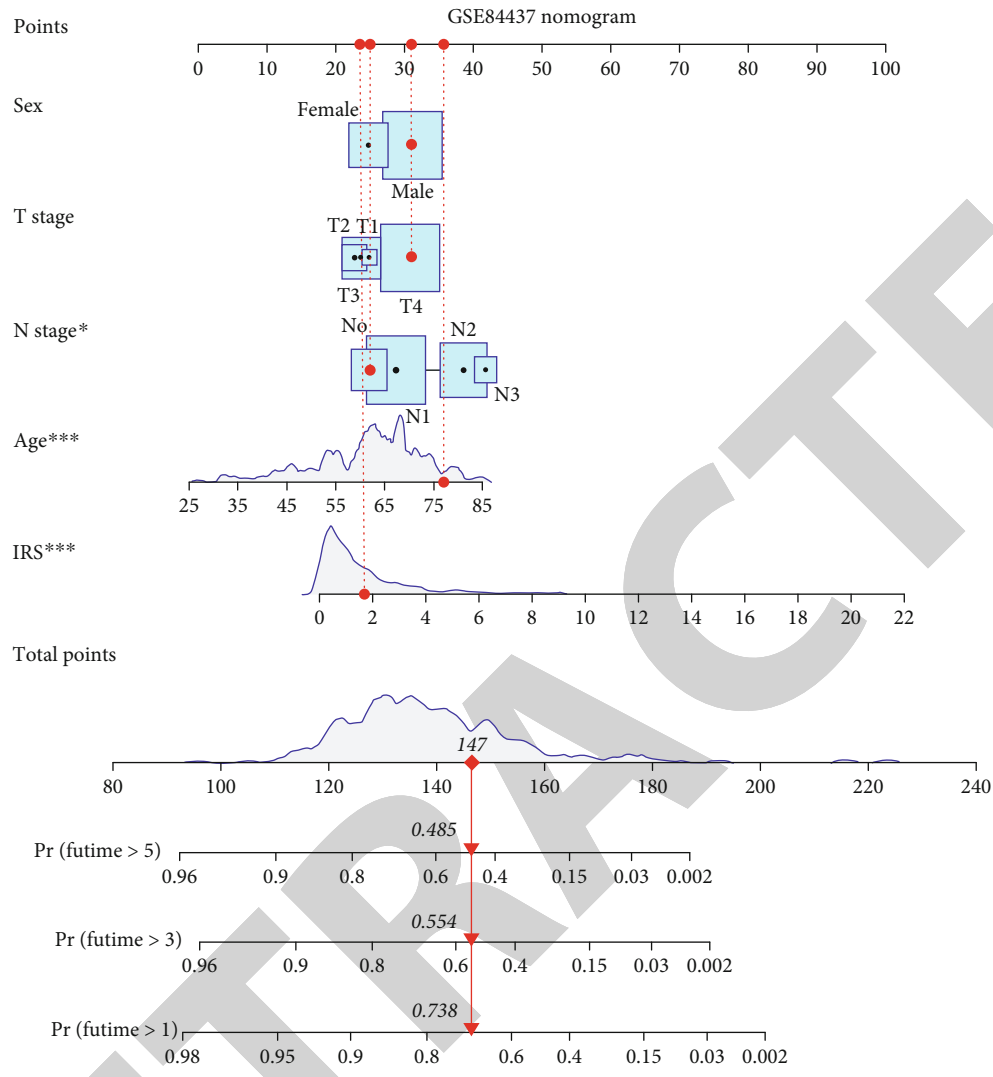 GSE84437 nomogram
Points
0 10 20 30 40 50 60 70 80 90 100
Sex
Female
Male
T stage
T2 T1
T3
T4
N stage*
No
N2
N3
N1
Age***
25 35 45 55 65 75 85
IRS***
0 2 4 6 8 10 12 14 16 18 20 22
Total points
147
80 100 120 140 160 180 200 220 240
0.485
Pr (futime > 5)
0.96 0.9 0.8 0.6 0.4 0.15 0.03 0.002
0.554
Pr (futime > 3)
0.96 0.9 0.8 0.6 0.4 0.15 0.03 0.002
0.738
Pr (futime > 1)
0.98 0.95 0.9 0.8 0.6 0.4 0.15 0.03 0.002
TRACTE